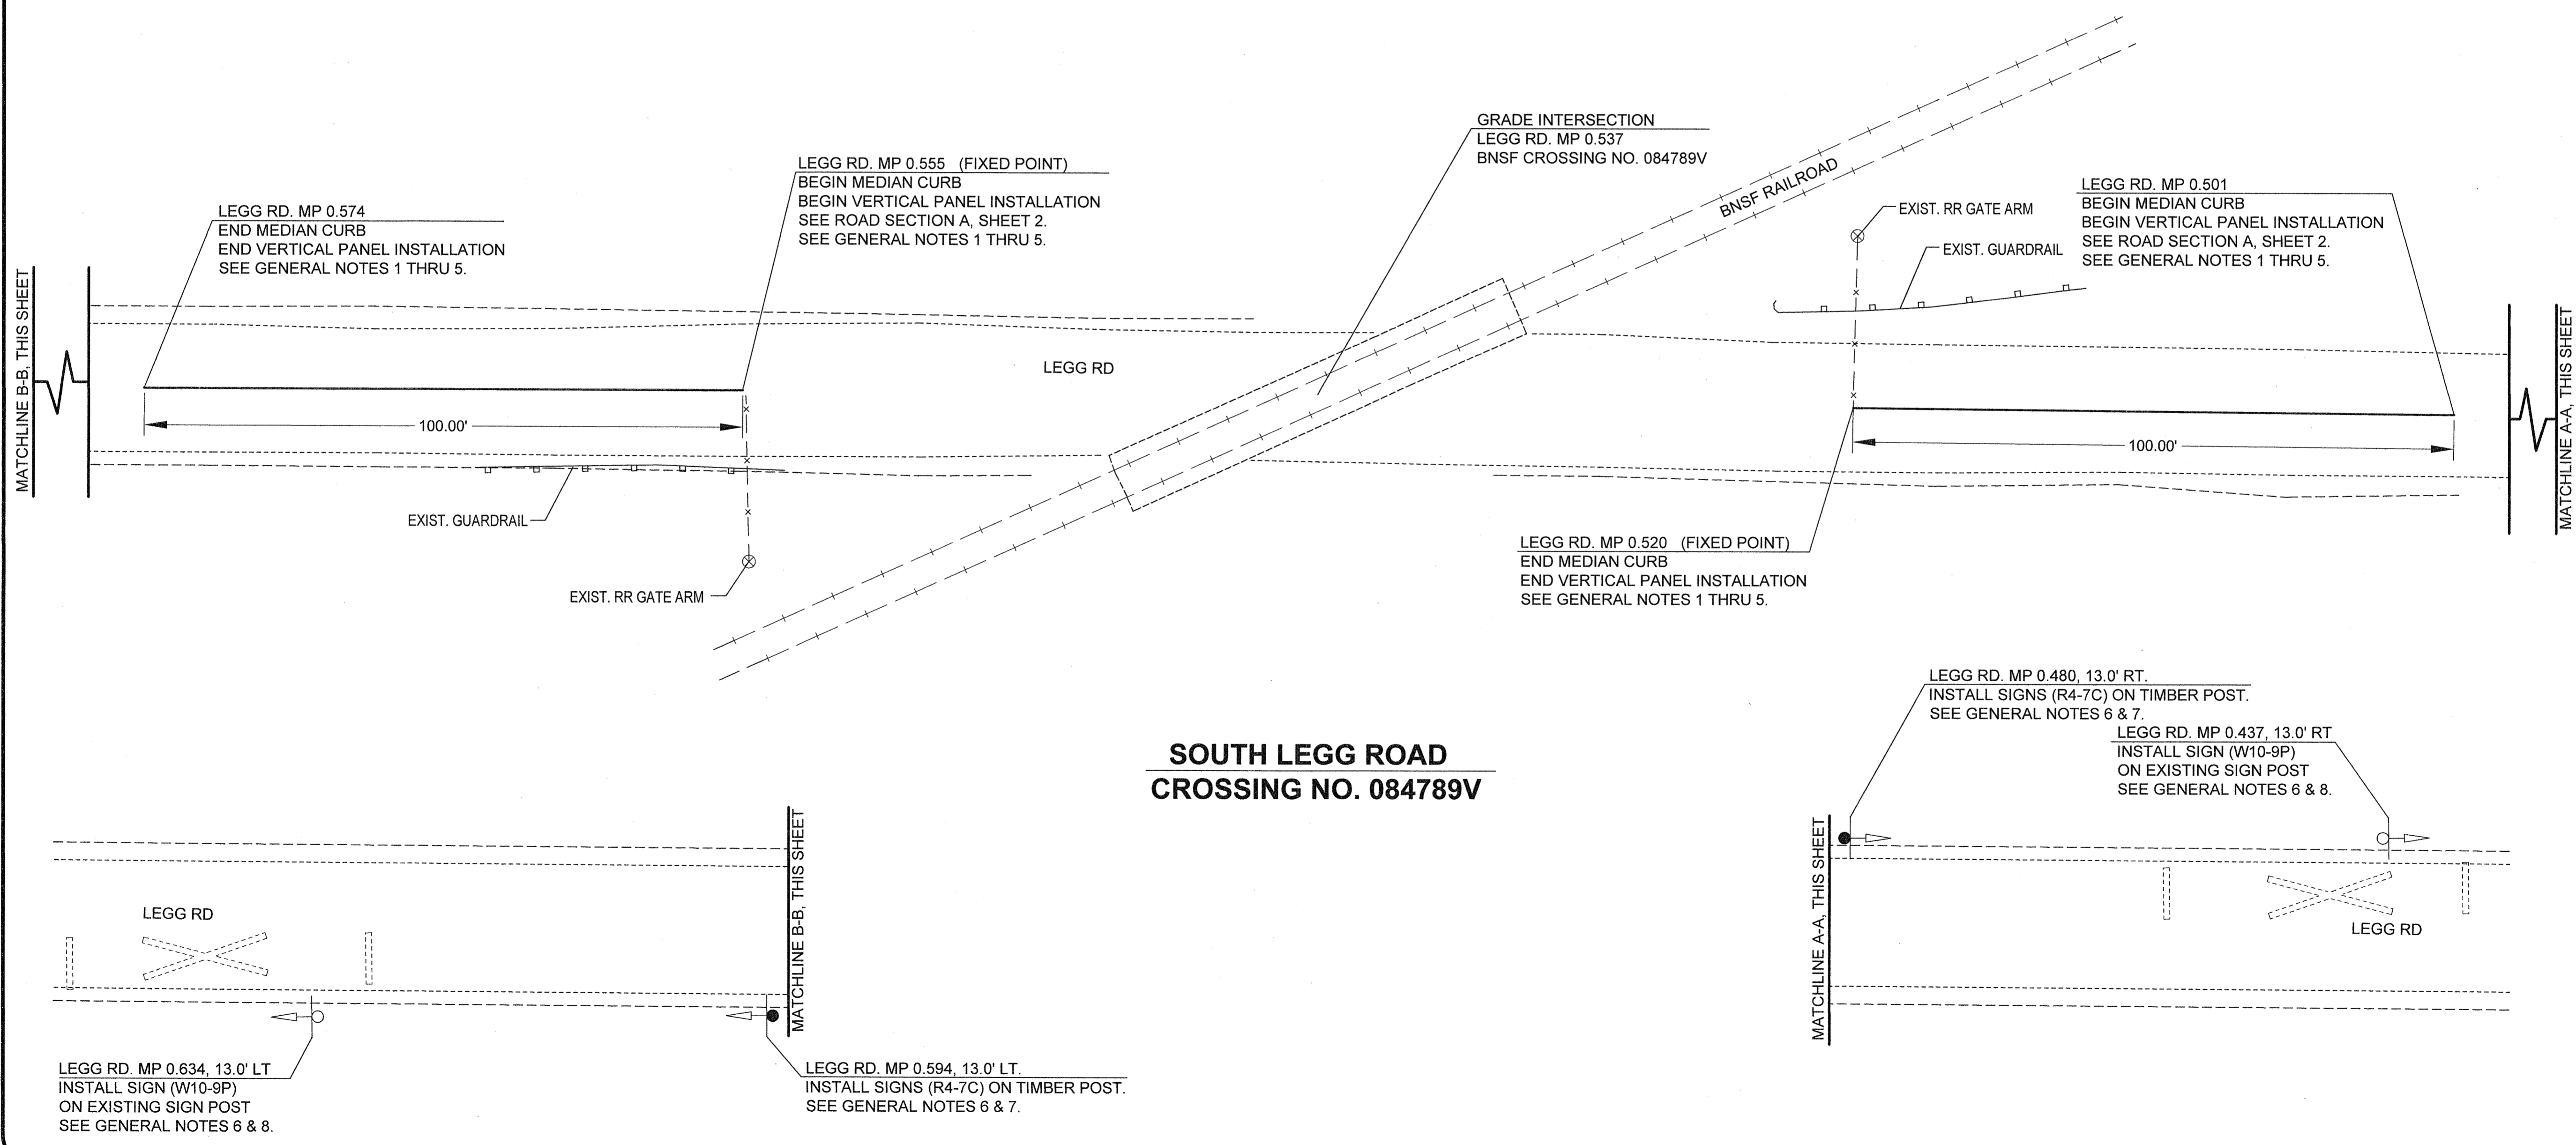 GRADE INTERSECTION
LEGG RD. MP 0.537
BNSF CROSSING NO. 084789V
LEGG RD. MP 0.555 (FIXED POINT)
BEGIN MEDIAN CURB
BEGIN VERTICAL PANEL INSTALLATION
SEE ROAD SECTION A, SHEET 2.
SEE GENERAL NOTES 1 THRU 5.
LEGG RD. MP 0.574
END MEDIAN CURB
END VERTICAL PANEL INSTALLATION
SEE GENERAL NOTES 1 THRU 5.
BNSF RAILROAD
EXIST. RR GATE ARM
EXIST. GUARDRAIL
LEGG RD. MP 0.501
BEGIN MEDIAN CURB
BEGIN VERTICAL PANEL INSTALLATION
SEE ROAD SECTION A, SHEET 2.
SEE GENERAL NOTES 1 THRU 5.
MATCHLINE B-B, THIS SHEET
LEGG RD
MATCHLINE A-A, THIS SHEET
100.00'
100.00'
EXIST. GUARDRAIL
EXIST. RR GATE ARM
LEGG RD. MP 0.520 (FIXED POINT)
END MEDIAN CURB
END VERTICAL PANEL INSTALLATION
SEE GENERAL NOTES 1 THRU 5.
LEGG RD. MP 0.480, 13.0' RT.
INSTALL SIGNS (R4-7C) ON TIMBER POST.
SEE GENERAL NOTES 6 & 7.
LEGG RD. MP 0.437, 13.0' RT
INSTALL SIGN (W10-9P)
ON EXISTING SIGN POST
SEE GENERAL NOTES 6 & 8.
SOUTH LEGG ROAD
CROSSING NO. 084789V
LEGG RD
MATCHLINE B-B, THIS SHEET
MATCHLINE A-A, THIS SHEET
LEGG RD
LEGG RD. MP 0.634, 13.0' LT
INSTALL SIGN (W10-9P)
ON EXISTING SIGN POST
SEE GENERAL NOTES 6 & 8.
LEGG RD. MP 0.594, 13.0' LT.
INSTALL SIGNS (R4-7C) ON TIMBER POST.
SEE GENERAL NOTES 6 & 7.